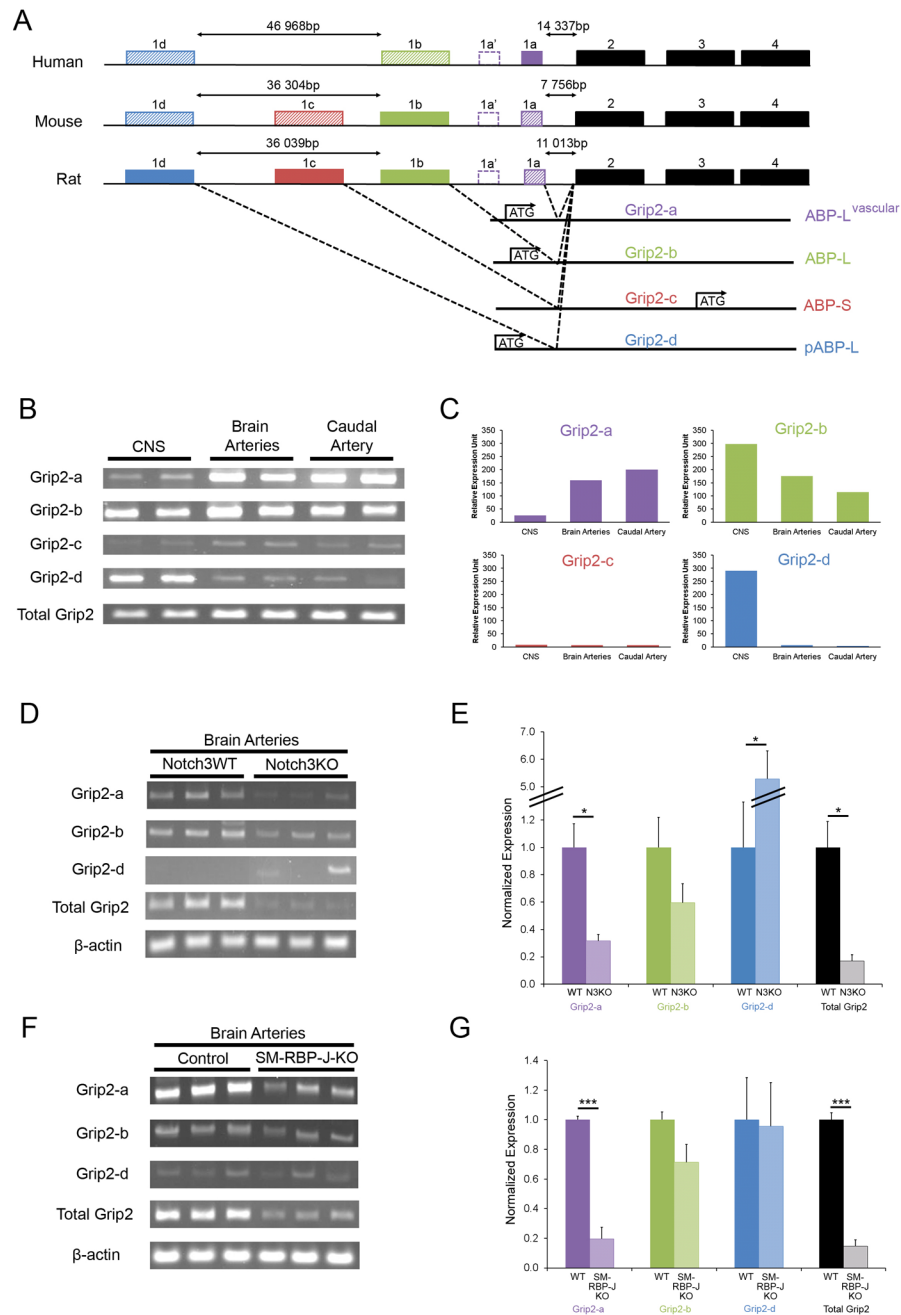 A
46 968bp
14 337bp
1d
1b
1a'
1a
2
3
4
Human
36 304bp
7 756bp
1d
1c
1b
1a'
1a
2
3
4
Mouse
36 039bp
11 013bp
1d
1c
1b
1a'
1a
2
3
4
Rat
ATG
Grip2-a
ABP-Lvascular
ATG
Grip2-b
ABP-L
Grip2-c
ATG
ABP-S
ATG
Grip2-d
pABP-L
B
CNS
Brain
Arteries
Caudal
Artery
Grip2-a
Grip2-b
Grip2-c
Grip2-d
Total Grip2
C
Grip2-a
Relative Expression Unit
350
300
250
200
150
100
50
0
CNS
Brain Arteries
Caudal Artery
Grip2-b
Relative Expression Unit
350
300
250
200
150
100
50
0
CNS
Brain Arteries
Caudal Artery
Grip2-c
Relative Expression Unit
350
300
250
200
150
100
50
0
CNS
Brain Arteries
Caudal Artery
Grip2-d
Relative Expression Unit
350
300
250
200
150
100
50
0
CNS
Brain Arteries
Caudal Artery
D
Brain Arteries
Notch3WT
Notch3KO
Grip2-a
Grip2-b
Grip2-d
Total Grip2
β-actin
E
Normalized Expression
7.0
6.0
5.0
1.2
1.0
0.8
0.6
0.4
0.2
0.0
*
*
*
WT N3KO
WT N3KO
WT N3KO
WT N3KO
Grip2-a
Grip2-b
Grip2-d
Total Grip2
F
Brain Arteries
Control
SM-RBP-J-KO
Grip2-a
Grip2-b
Grip2-d
Total Grip2
β-actin
G
Normalized Expression
1.4
1.2
1.0
0.8
0.6
0.4
0.2
0.0
***
***
WT SM-RBP-J KO
WT SM-RBP-J KO
WT SM-RBP-J KO
WT SM-RBP-J KO
Grip2-a
Grip2-b
Grip2-d
Total Grip2